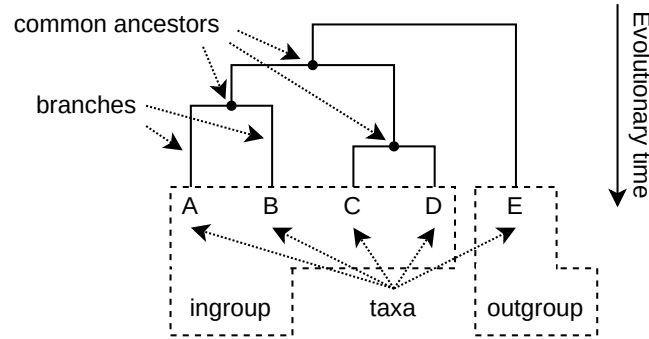 common ancestors
branches
Evolutionary time
A B C D E
ingroup taxa outgroup